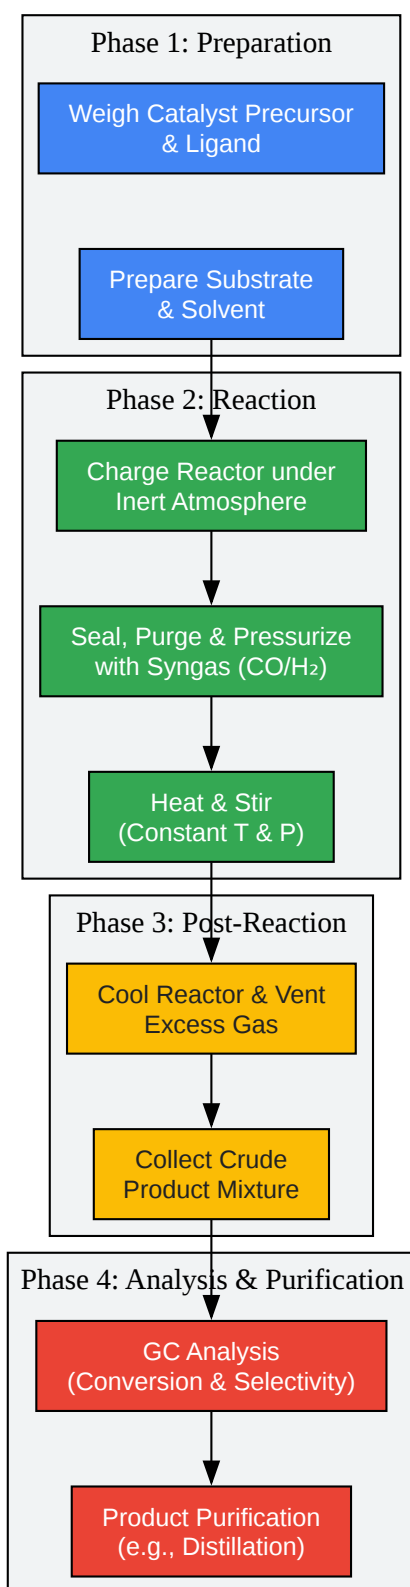 Phase 1: Preparation
Weigh Catalyst Precursor
& Ligand
Prepare Substrate
& Solvent
Phase 2: Reaction
Charge Reactor under
Inert Atmosphere
Seal, Purge & Pressurize
with Syngas (CO/H₂)
Heat & Stir
(Constant T & P)
Phase 3: Post-Reaction
Cool Reactor & Vent
Excess Gas
Collect Crude
Product Mixture
Phase 4: Analysis & Purification
GC Analysis
(Conversion & Selectivity)
Product Purification
(e.g., Distillation)